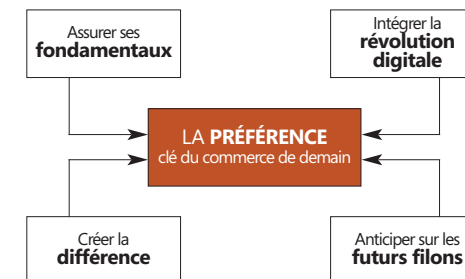 Assurer ses
fondamentaux
Intégrer la
révolution
digitale
LA PRÉFÉRENCE
clé du commerce de demain
Créer la
différence
Anticiper sur les
futurs filons